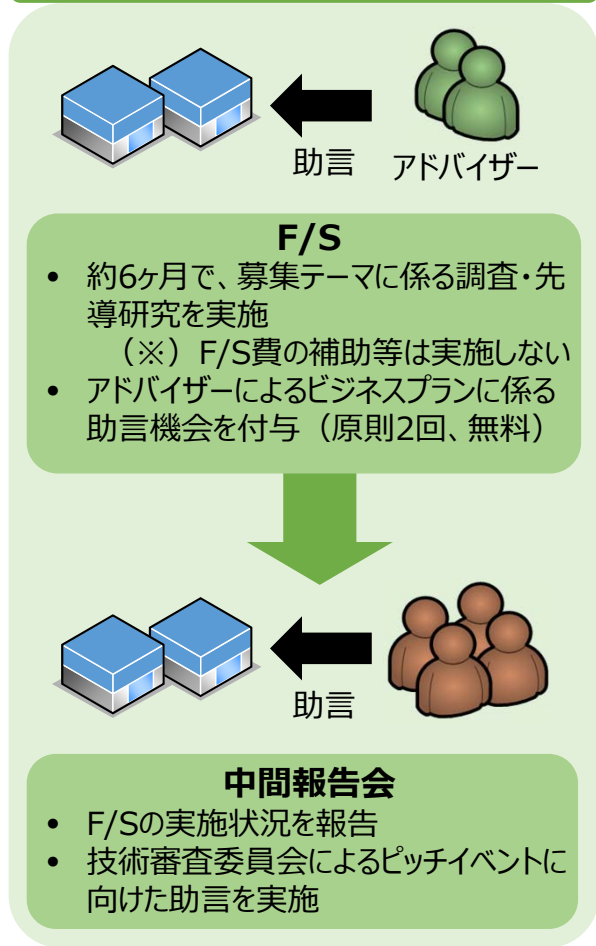 助言
アドバイザー
F/S
• 約6ヶ月で、募集テーマに係る調査・先
導研究を実施
（※）F/S費の補助等は実施しない
• アドバイザーによるビジネスプランに係る
助言機会を付与（原則2回、無料）
助言
中間報告会
• F/Sの実施状況を報告
• 技術審査委員会によるピッチイベントに
向けた助言を実施